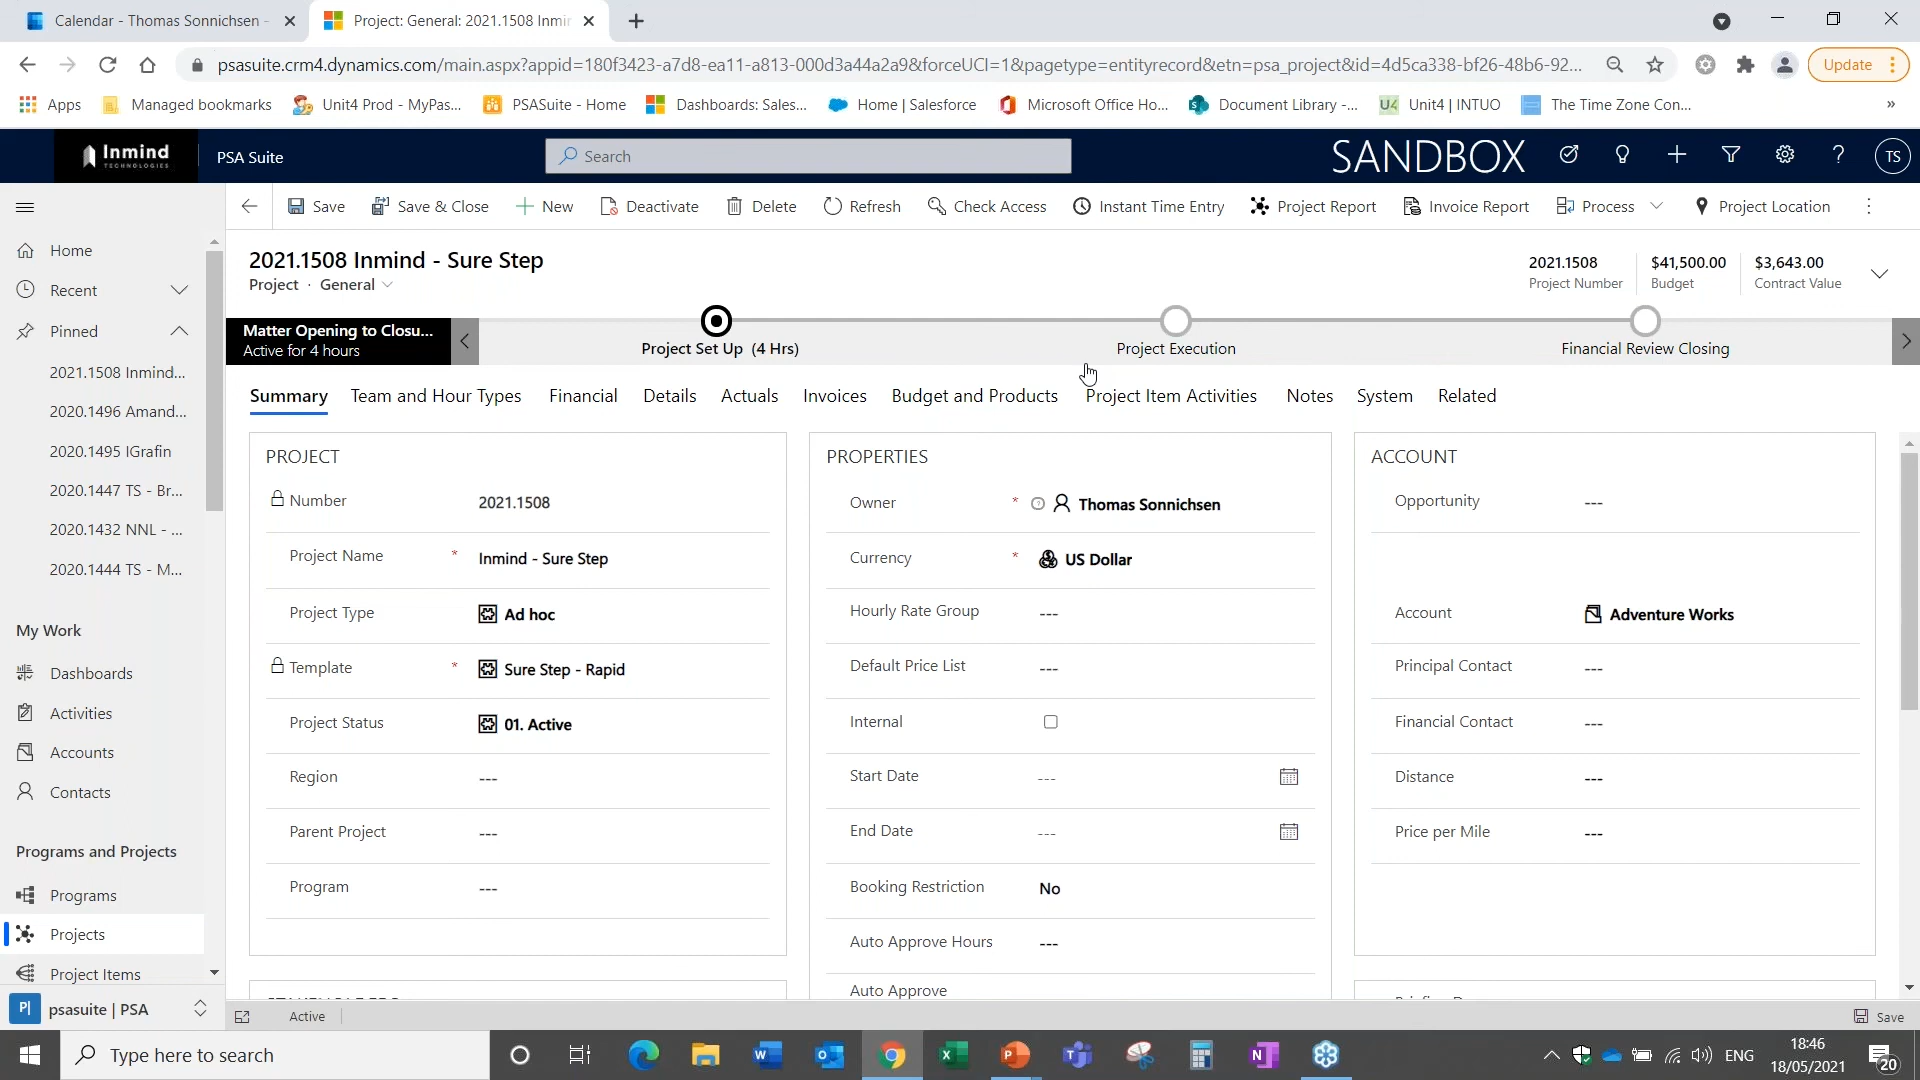 Calendar - Thomas Sonnichsen -
Project: General: 2021.1508 Inmin
psasuite.crm4.dynamics.com/main.aspx?appid=180f3423-a7d8-ea11-a813-000d3a44a2a9&forceUCI=1&pagetype=entityrecord&etn=psa_project&id=4d5ca338-bf26-48b6-92...
Update
Apps
Managed bookmarks
Unit4 Prod - MyPas...
PSASuite - Home
Dashboards: Sales...
Home | Salesforce
Microsoft Office Ho...
Document Library -...
U4 Unit4 | INTUO
The Time Zone Con...
»
Inmind
TECHNOLOGIES
PSA Suite
Search
SANDBOX
?
TS
Save
Save & Close
New
Deactivate
Delete
Refresh
Check Access
Instant Time Entry
Project Report
Invoice Report
Process
Project Location
Home
Recent
Pinned
2021.1508 Inmind...
2020.1496 Amand...
2020.1495 IGrafin
2020.1447 TS - Br...
2020.1432 NNL - ...
2020.1444 TS - M...
My Work
Dashboards
Activities
Accounts
Contacts
Programs and Projects
Programs
Projects
Project Items
PI psasuite | PSA
2021.1508 Inmind - Sure Step
Project · General
2021.1508
Project Number
$41,500.00
Budget
$3,643.00
Contract Value
Matter Opening to Closu...
Active for 4 hours
Project Set Up (4 Hrs)
Project Execution
Financial Review Closing
Summary
Team and Hour Types
Financial
Details
Actuals
Invoices
Budget and Products
Project Item Activities
Notes
System
Related
PROJECT
Number
2021.1508
Project Name * Inmind - Sure Step
Project Type
Ad hoc
Template * Sure Step - Rapid
Project Status
01. Active
Region
---
Parent Project
---
Program
---
PROPERTIES
Owner * Thomas Sonnichsen
Currency * US Dollar
Hourly Rate Group
---
Default Price List
---
Internal
Start Date
---
End Date
---
Booking Restriction
No
Auto Approve Hours
---
Auto Approve
ACCOUNT
Opportunity
---
Account
Adventure Works
Principal Contact
---
Financial Contact
---
Distance
---
Price per Mile
---
Active
Save
Type here to search
ENG
18:46
18/05/2021
20